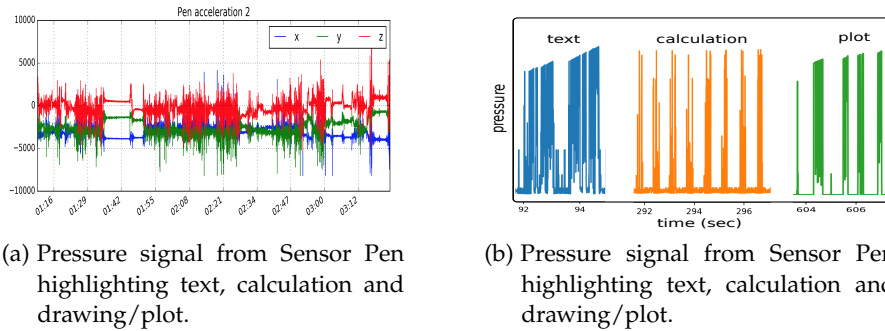 Pen acceleration 2
10000
5000
0
−5000
−10000
x y z
01:16 01:29 01:42 01:55 02:08 02:21 02:34 02:47 03:00 03:12
(a) Pressure signal from Sensor Pen
highlighting text, calculation and
drawing/plot.
text calculation plot
pressure
92 94 292 294 296 604 606
time (sec)
(b) Pressure signal from Sensor Pen
highlighting text, calculation and
drawing/plot.